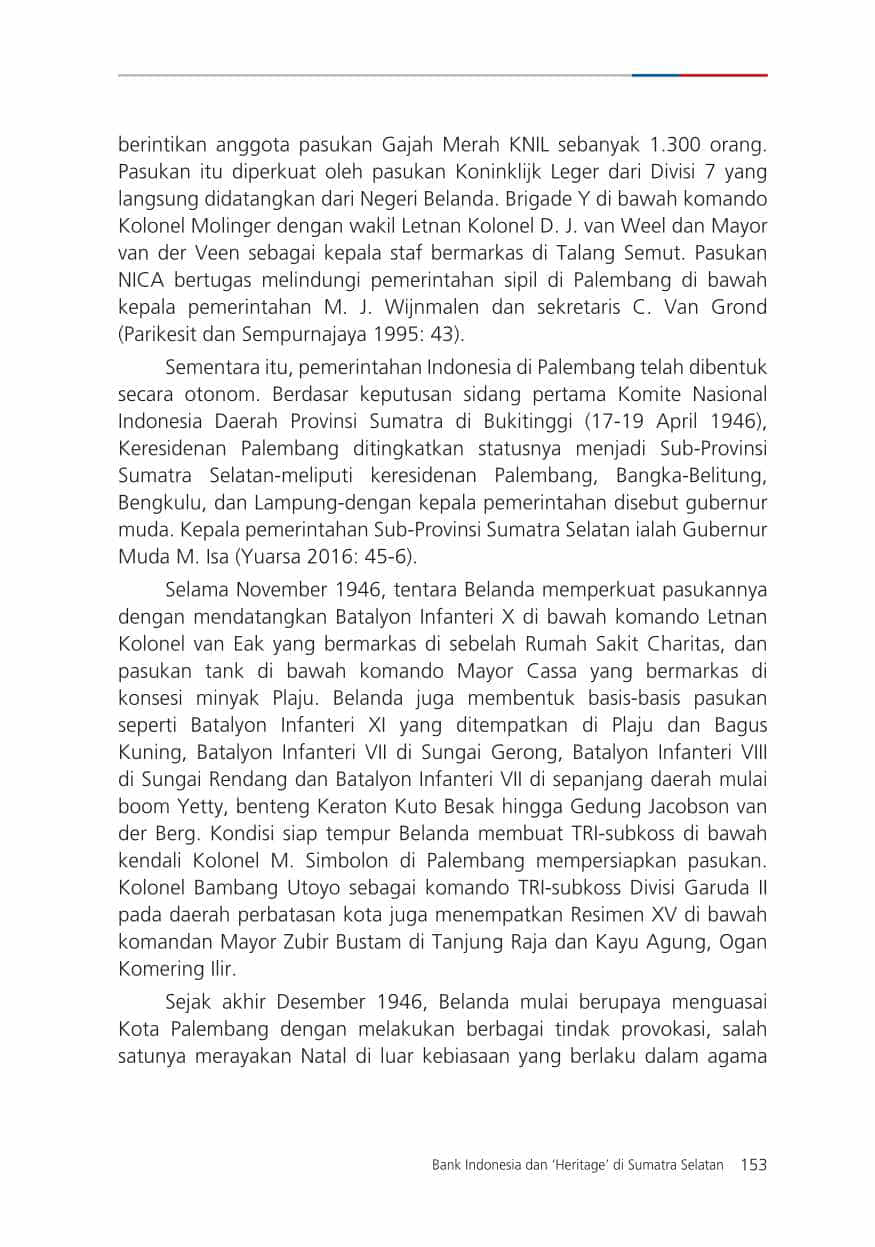 berintikan anggota pasukan Gajah Merah KNIL sebanyak 1.300 orang.
Pasukan itu diperkuat oleh pasukan Koninklijk Leger dari Divisi 7 yang
langsung didatangkan dari Negeri Belanda. Brigade Y di bawah komando
Kolonel Molinger dengan wakil Letnan Kolonel D. J. van Weel dan Mayor
van der Veen sebagai kepala staf bermarkas di Talang Semut. Pasukan
NICA bertugas melindungi pemerintahan sipil di Palembang di bawah
kepala pemerintahan M. J. Wijnmalen dan sekretaris C. Van Grond
(Parikesit dan Sempurnajaya 1995: 43).
Sementara itu, pemerintahan Indonesia di Palembang telah dibentuk
secara otonom. Berdasar keputusan sidang pertama Komite Nasional
Indonesia Daerah Provinsi Sumatra di Bukitinggi (17-19 April 1946),
Keresidenan Palembang ditingkatkan statusnya menjadi Sub-Provinsi
Sumatra Selatan-meliputi keresidenan Palembang, Bangka-Belitung,
Bengkulu, dan Lampung-dengan kepala pemerintahan disebut gubernur
muda. Kepala pemerintahan Sub-Provinsi Sumatra Selatan ialah Gubernur
Muda M. Isa (Yuarsa 2016: 45-6).
Selama November 1946, tentara Belanda memperkuat pasukannya
dengan mendatangkan Batalyon Infanteri X di bawah komando Letnan
Kolonel van Eak yang bermarkas di sebelah Rumah Sakit Charitas, dan
pasukan tank di bawah komando Mayor Cassa yang bermarkas di
konsesi minyak Plaju. Belanda juga membentuk basis-basis pasukan
seperti Batalyon Infanteri XI yang ditempatkan di Plaju dan Bagus
Kuning, Batalyon Infanteri VII di Sungai Gerong, Batalyon Infanteri VIII
di Sungai Rendang dan Batalyon Infanteri VII di sepanjang daerah mulai
boom Yetty, benteng Keraton Kuto Besak hingga Gedung Jacobson van
der Berg. Kondisi siap tempur Belanda membuat TRI-subkoss di bawah
kendali Kolonel M. Simbolon di Palembang mempersiapkan pasukan.
Kolonel Bambang Utoyo sebagai komando TRI-subkoss Divisi Garuda II
pada daerah perbatasan kota juga menempatkan Resimen XV di bawah
komandan Mayor Zubir Bustam di Tanjung Raja dan Kayu Agung, Ogan
Komering Ilir.
Sejak akhir Desember 1946, Belanda mulai berupaya menguasai
Kota Palembang dengan melakukan berbagai tindak provokasi, salah
satunya merayakan Natal di luar kebiasaan yang berlaku dalam agama
Bank Indonesia dan ‘Heritage’ di Sumatra Selatan 153